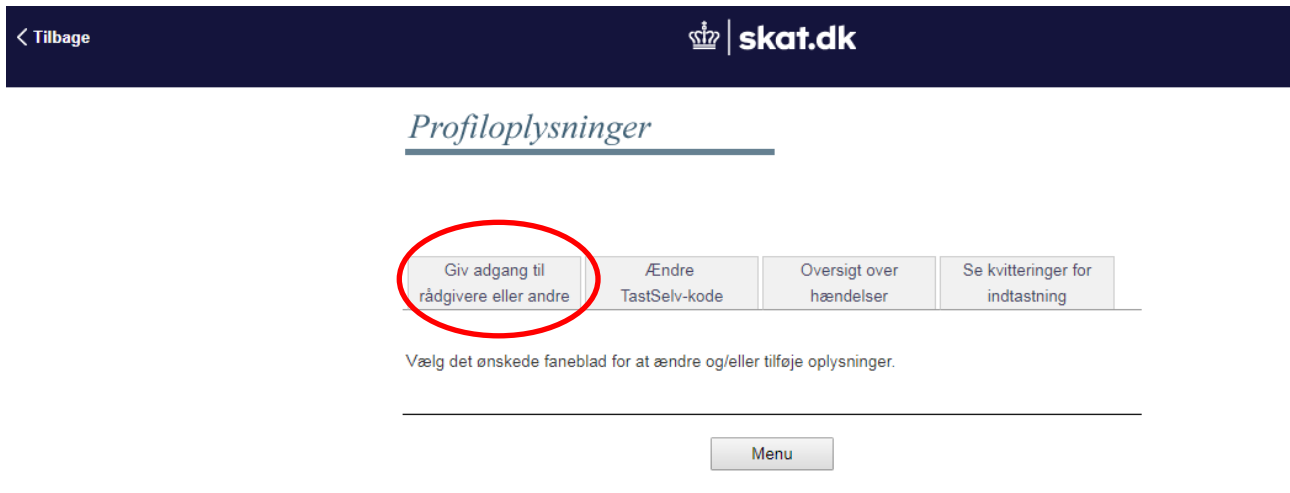 Tilbage
skat.dk
Profiloplysninger
Giv adgang til
rådgivere eller andre
Ændre
TastSelv-kode
Oversigt over
hændelser
Se kvitteringer for
indtastning
Vælg det ønskede faneblad for at ændre og/eller tilføje oplysninger.
Menu